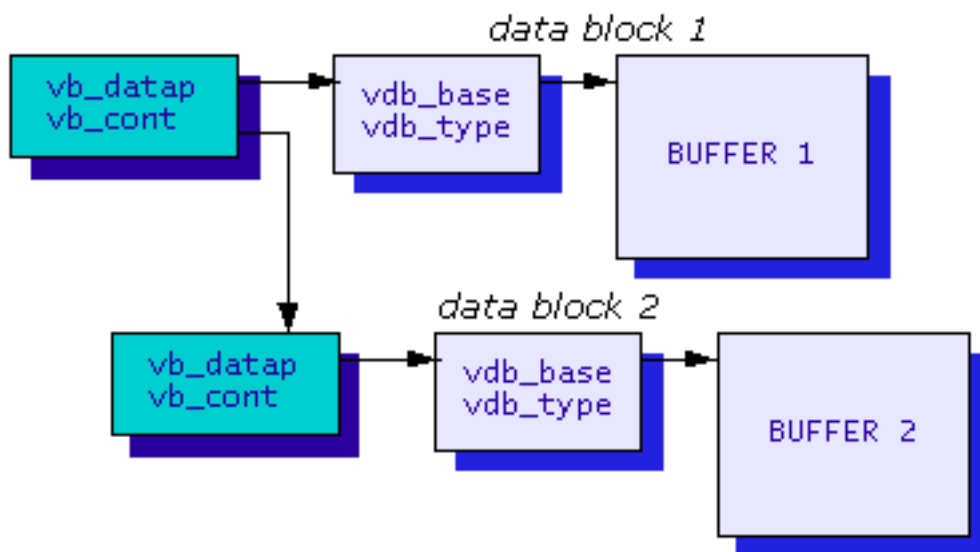 data block 1
vb_datap
vb_cont
vdb_base
vdb_type
BUFFER 1
data block 2
vb_datap
vb_cont
vdb_base
vdb_type
BUFFER 2